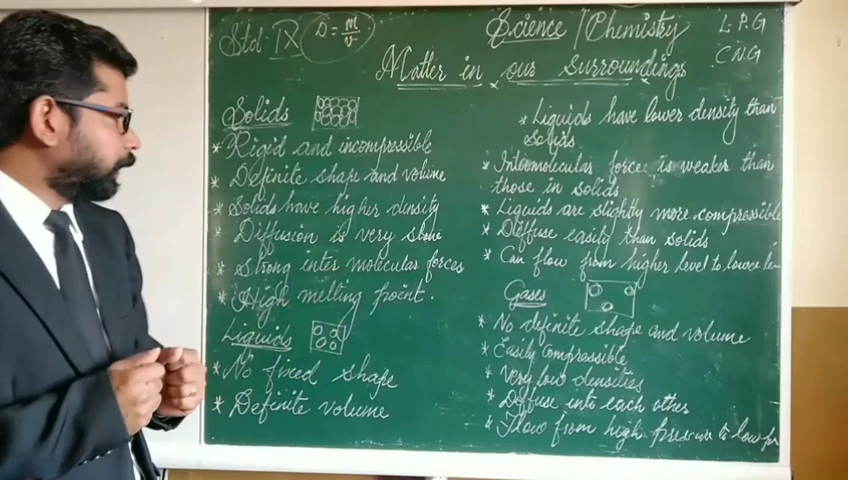 Std IX D = m/v Science / Chemistry L.P.G
Matter in our Surroundings C N G
Solids
* Rigid and incompressible
* Definite shape and volume
* Solids have higher density
* Diffusion is very slow
* Strong inter molecular forces
* High melting point.
Liquids
* No fixed shape
* Definite volume
* Liquids have lower density than
solids
* Intermolecular force is weaker than
those in solids
* Liquids are slightly more compressible
* Diffuse easily than solids
* Can flow from higher level to lower
Gases
* No definite shape and volume
* Easily compressible
* Very low densities
* Diffuse into each other
* Flow from high pressure to low